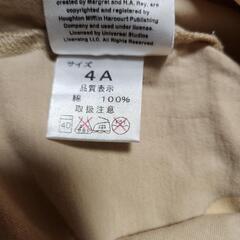 created by Margret and H.A. Rey, are
copyrighted and registered by
Houghton Mifflin Harcourt Publishing
Company and used under license.
Licensed by Universal Studios
Licensing LLC. All Rights Reserved.
サイズ
4A
品質表示
綿 100%
取扱注意
40